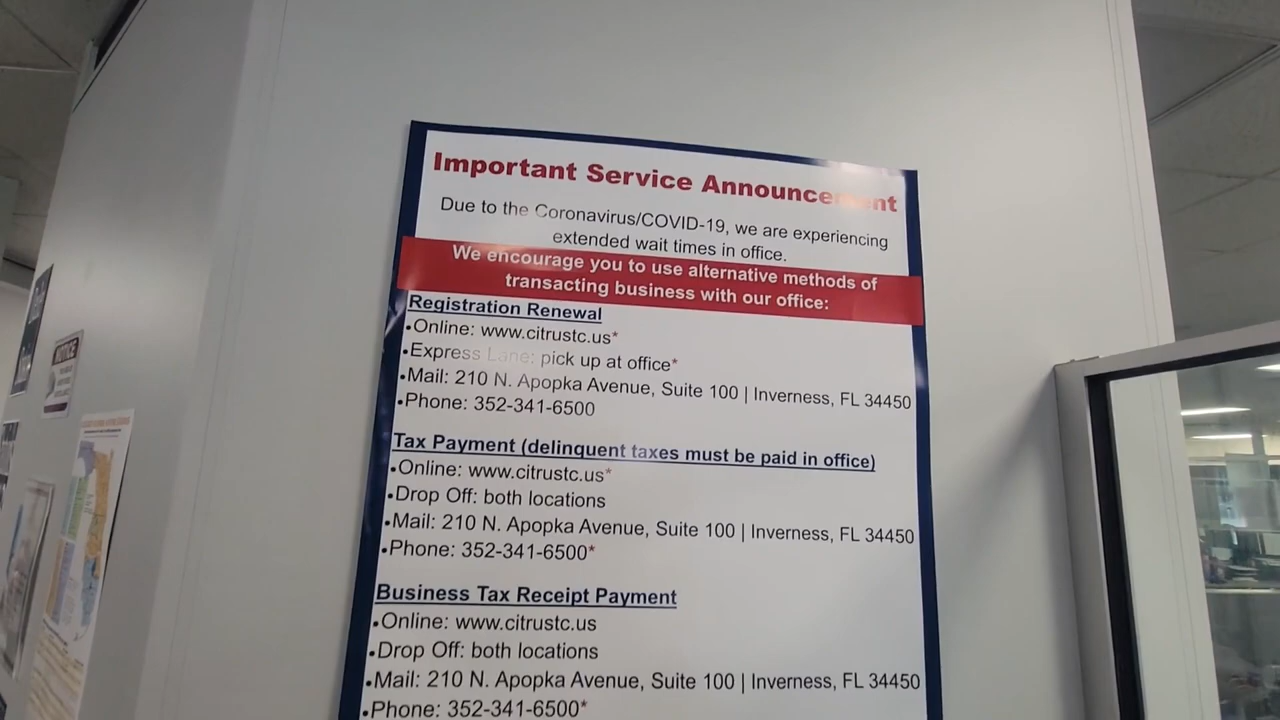 Important Service Announcement
Due to the Coronavirus/COVID-19, we are experiencing
extended wait times in office.
We encourage you to use alternative methods of
transacting business with our office:
Registration Renewal
•Online: www.citrustc.us*
•Express Lane: pick up at office*
•Mail: 210 N. Apopka Avenue, Suite 100 | Inverness, FL 34450
•Phone: 352-341-6500
Tax Payment (delinquent taxes must be paid in office)
•Online: www.citrustc.us*
•Drop Off: both locations
•Mail: 210 N. Apopka Avenue, Suite 100 | Inverness, FL 34450
•Phone: 352-341-6500*
Business Tax Receipt Payment
•Online: www.citrustc.us
•Drop Off: both locations
•Mail: 210 N. Apopka Avenue, Suite 100 | Inverness, FL 34450
•Phone: 352-341-6500*
NOTICE